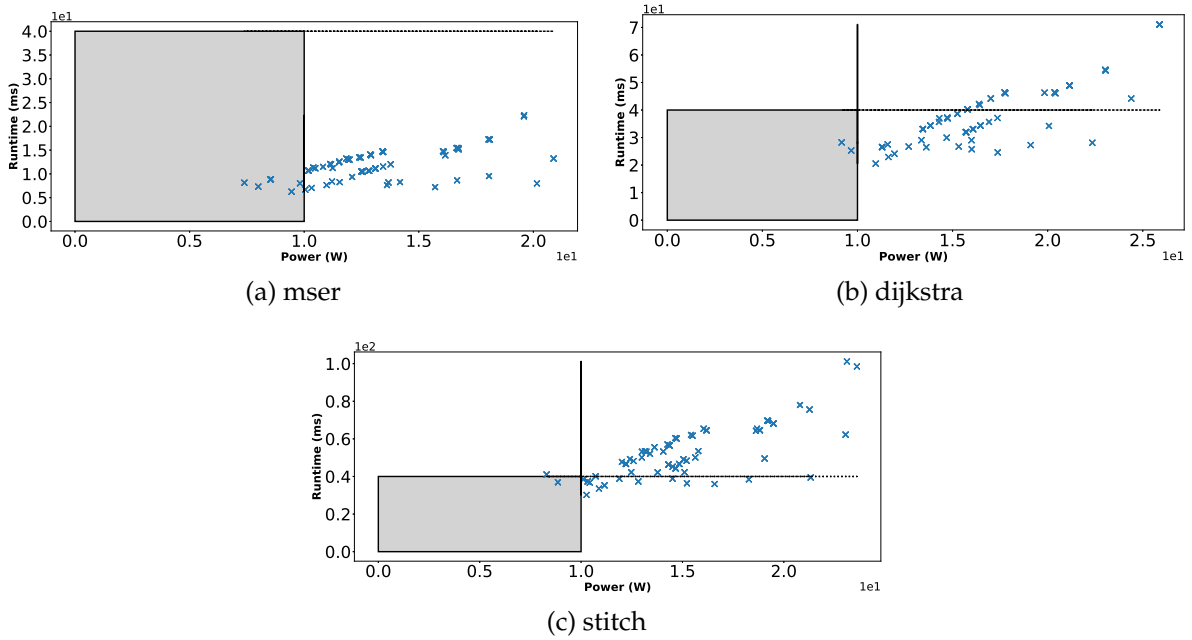 1e1
4.0
3.5
3.0
2.5
2.0
1.5
1.0
0.5
0.0
Runtime (ms)
0.0 0.5 1.0 1.5 2.0
Power (W)
1e1
(a) mser
1e1
7
6
5
4
3
2
1
0
Runtime (ms)
0.0 0.5 1.0 1.5 2.0 2.5
Power (W)
1e1
(b) dijkstra
1e2
1.0
0.8
0.6
0.4
0.2
0.0
Runtime (ms)
0.0 0.5 1.0 1.5 2.0
Power (W)
1e1
(c) stitch